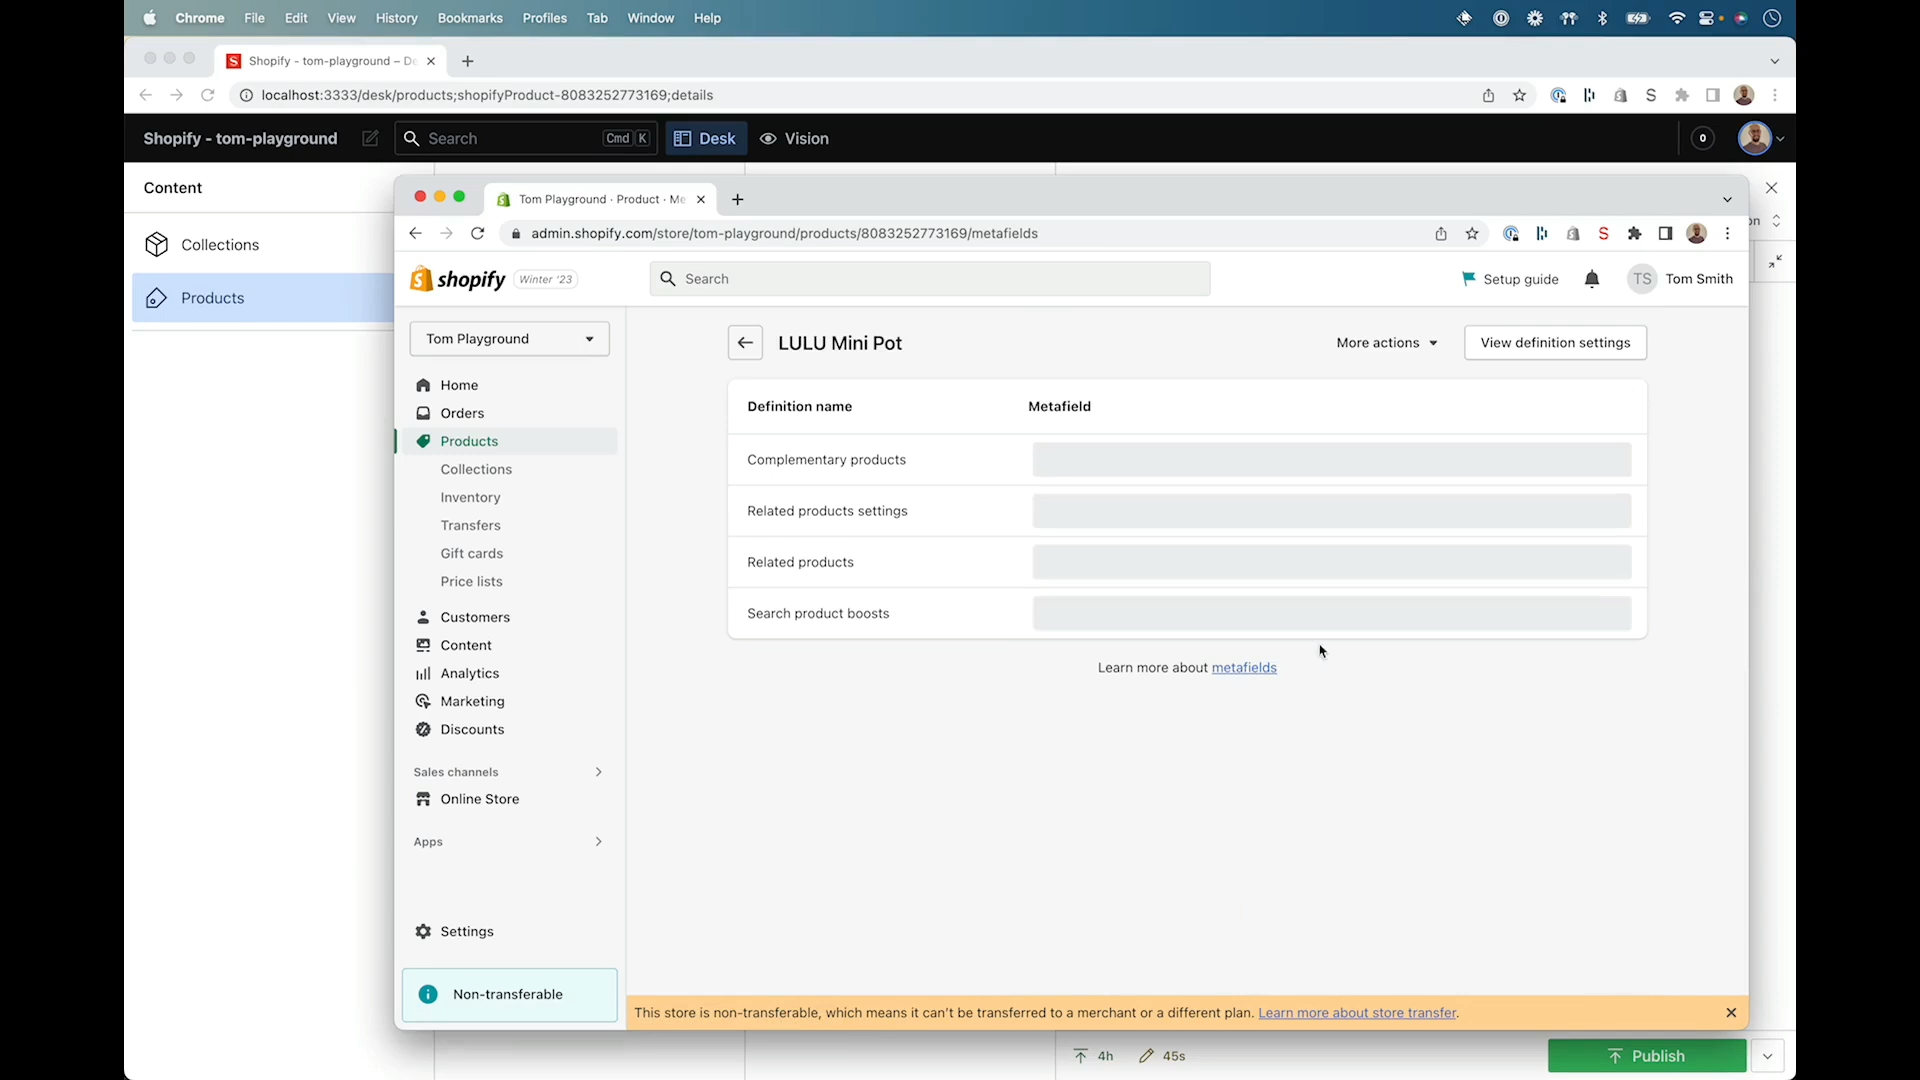 Chrome File Edit View History Bookmarks Profiles Tab Window Help
Shopify - tom-playground – De
localhost:3333/desk/products;shopifyProduct-8083252773169;details
Shopify - tom-playground Search Cmd K Desk Vision 0
Content
Collections
Products
Tom Playground · Product · Me
admin.shopify.com/store/tom-playground/products/8083252773169/metafields
shopify Winter '23 Search Setup guide TS Tom Smith
Tom Playground
Home
Orders
Products
Collections
Inventory
Transfers
Gift cards
Price lists
Customers
Content
Analytics
Marketing
Discounts
Sales channels
Online Store
Apps
Settings
Non-transferable
LULU Mini Pot More actions View definition settings
Definition name Metafield
Complementary products
Related products settings
Related products
Search product boosts
Learn more about metafields
This store is non-transferable, which means it can't be transferred to a merchant or a different plan. Learn more about store transfer.
4h 45s Publish